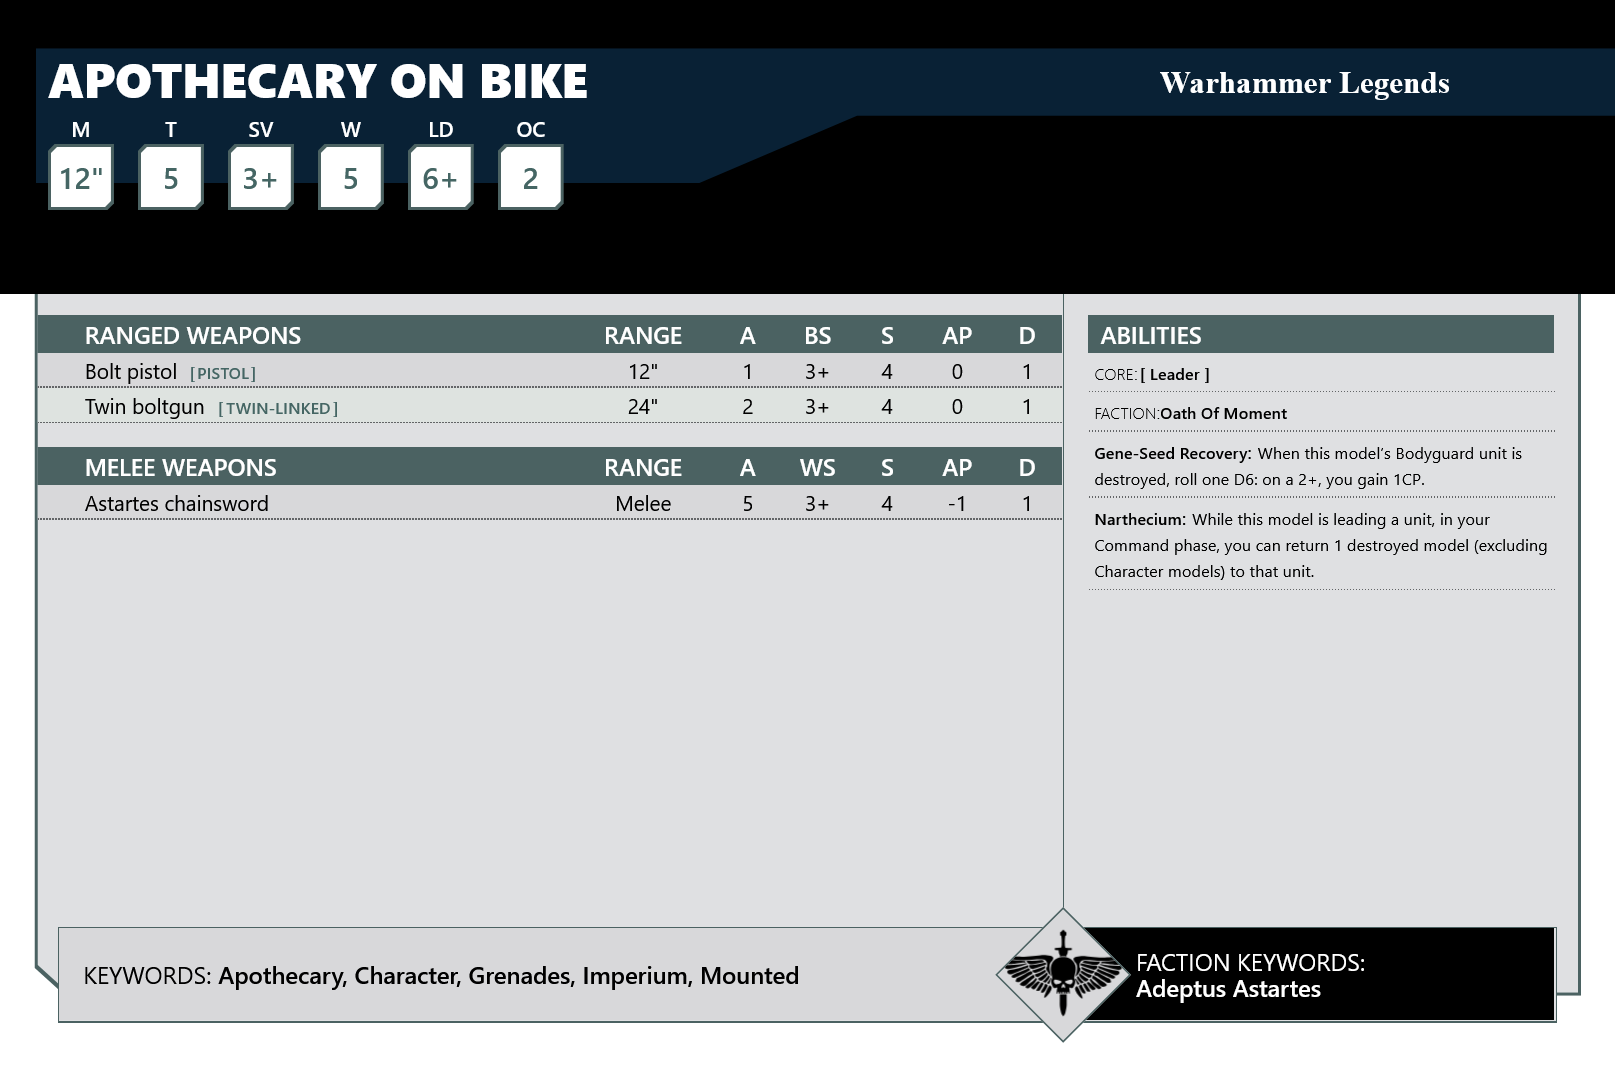 APOTHECARY ON BIKE
Warhammer Legends
M T SV W LD OC
12" 5 3+ 5 6+ 2
RANGED WEAPONS RANGE A BS S AP D
Bolt pistol [PISTOL] 12" 1 3+ 4 0 1
Twin boltgun [TWIN-LINKED] 24" 2 3+ 4 0 1
MELEE WEAPONS RANGE A WS S AP D
Astartes chainsword Melee 5 3+ 4 -1 1
ABILITIES
CORE:[ Leader ]
FACTION:Oath Of Moment
Gene-Seed Recovery: When this model’s Bodyguard unit is
destroyed, roll one D6: on a 2+, you gain 1CP.
Narthecium: While this model is leading a unit, in your
Command phase, you can return 1 destroyed model (excluding
Character models) to that unit.
KEYWORDS: Apothecary, Character, Grenades, Imperium, Mounted
FACTION KEYWORDS:
Adeptus Astartes